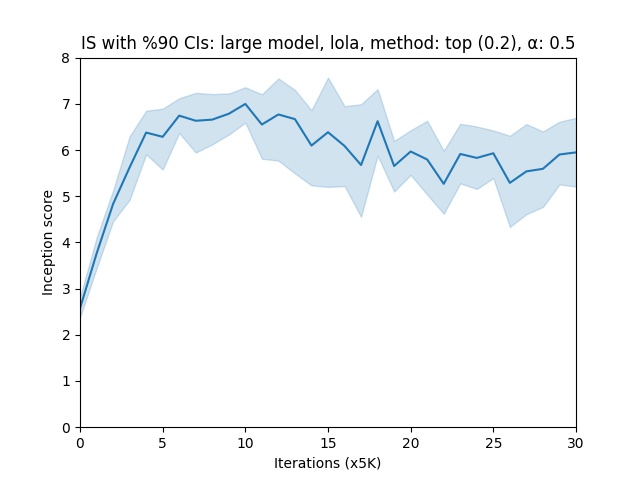 IS with %90 CIs: large model, lola, method: top (0.2), α: 0.5
8
7
6
5
4
3
2
1
0
Inception score
0 5 10 15 20 25 30
Iterations (x5K)